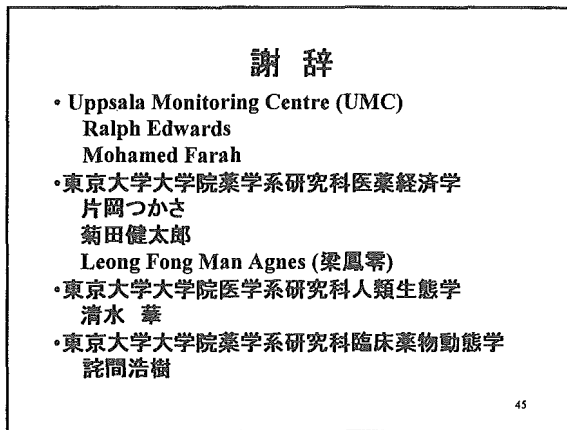 謝 辞
• Uppsala Monitoring Centre (UMC)
Ralph Edwards
Mohamed Farah
•東京大学大学院薬学系研究科医薬経済学
片岡つかさ
菊田健太郎
Leong Fong Man Agnes (梁鳳零)
•東京大学大学院医学系研究科人類生態学
清水 華
•東京大学大学院薬学系研究科臨床薬物動態学
詫間浩樹
45